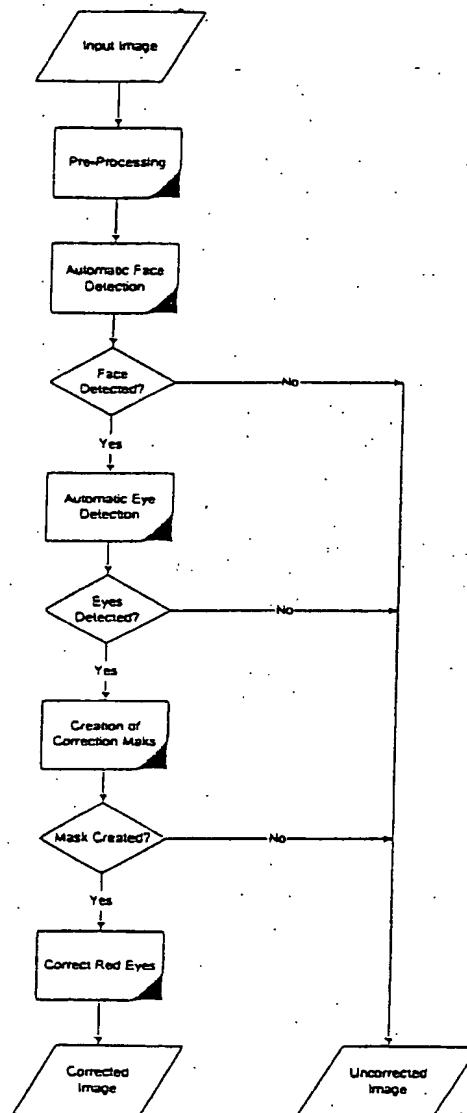 Input Image
Pre-Processing
Automatic Face
Detection
Face
Detected?
No
Yes
Automatic Eye
Detection
Eyes
Detected?
No
Yes
Creation of
Correction Maks
Mask Created?
No
Yes
Correct Red Eyes
Corrected
Image
Uncorrected
Image